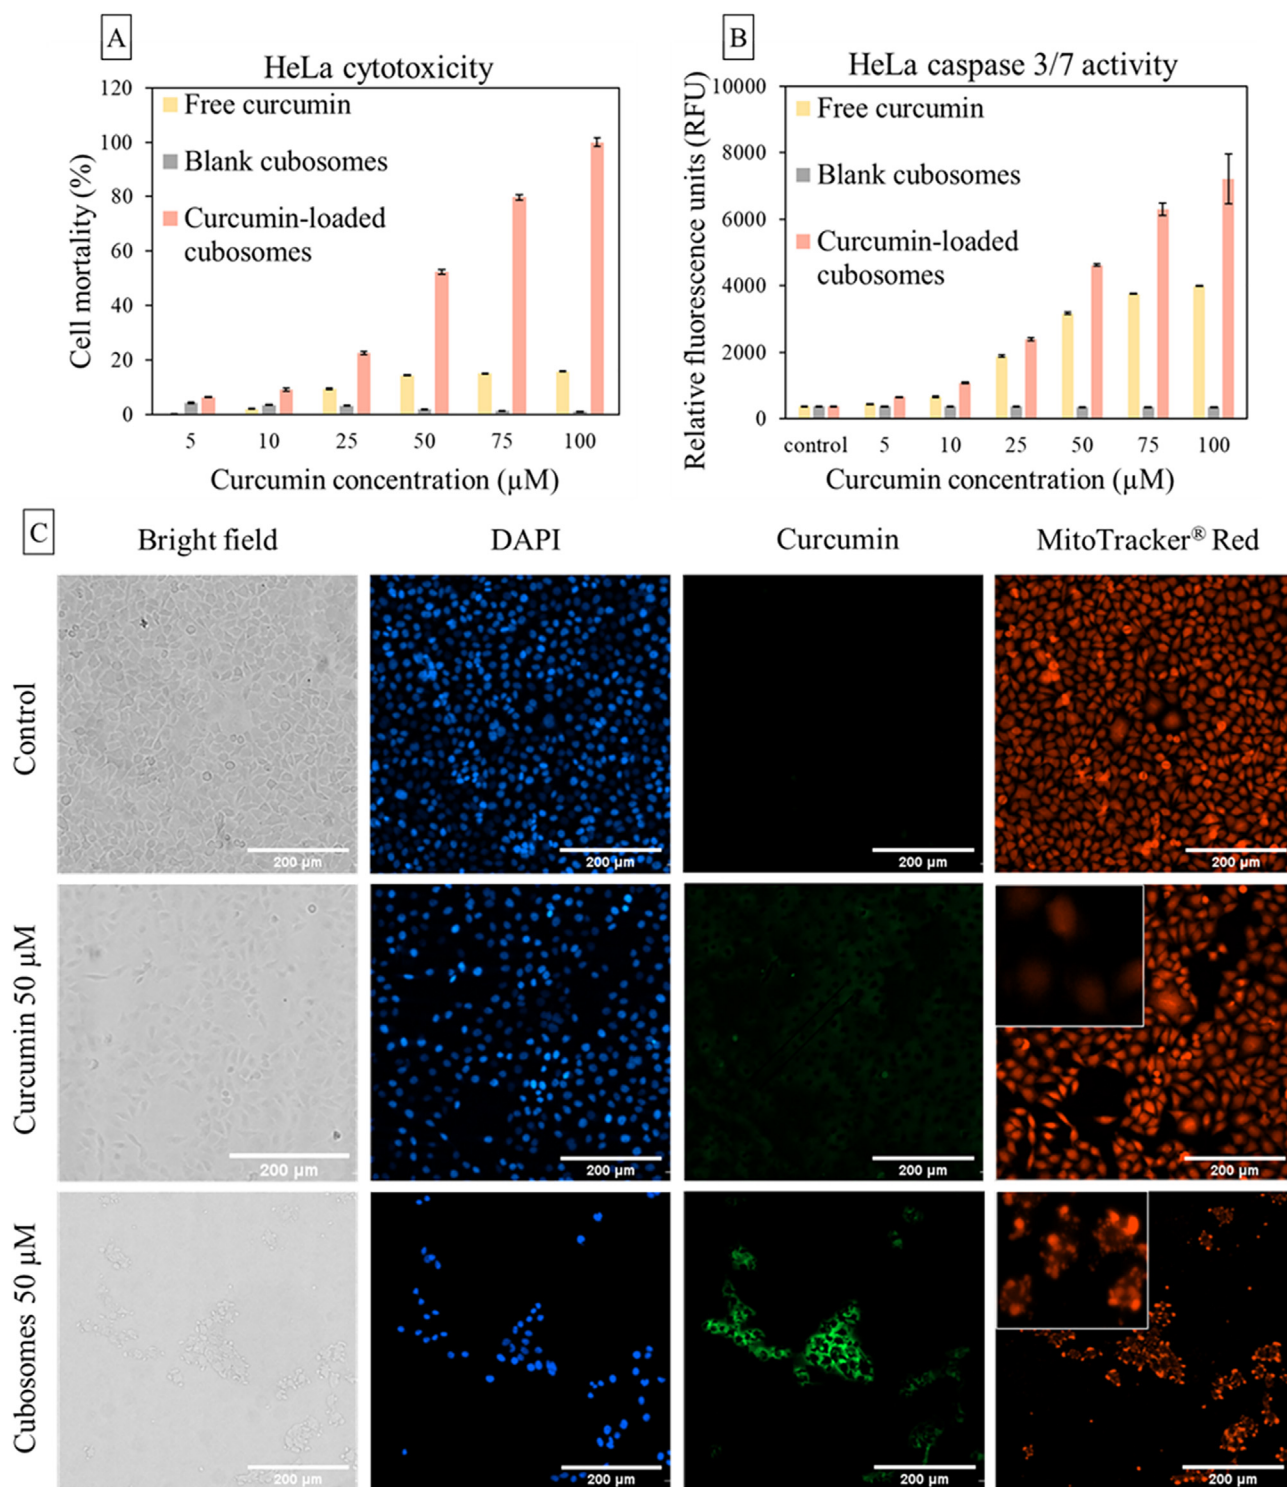 A
HeLa cytotoxicity
Cell mortality (%)
120
100
80
60
40
20
0
Free curcumin
Blank cubosomes
Curcumin-loaded
cubosomes
5 10 25 50 75 100
Curcumin concentration (µM)
B
HeLa caspase 3/7 activity
Relative fluorescence units (RFU)
10000
8000
6000
4000
2000
0
Free curcumin
Blank cubosomes
Curcumin-loaded
cubosomes
control 5 10 25 50 75 100
Curcumin concentration (µM)
C
Bright field DAPI Curcumin MitoTracker® Red
Control
200 µm 200 µm 200 µm 200 µm
Curcumin 50 µM
200 µm 200 µm 200 µm 200 µm
Cubosomes 50 µM
200 µm 200 µm 200 µm 200 µm